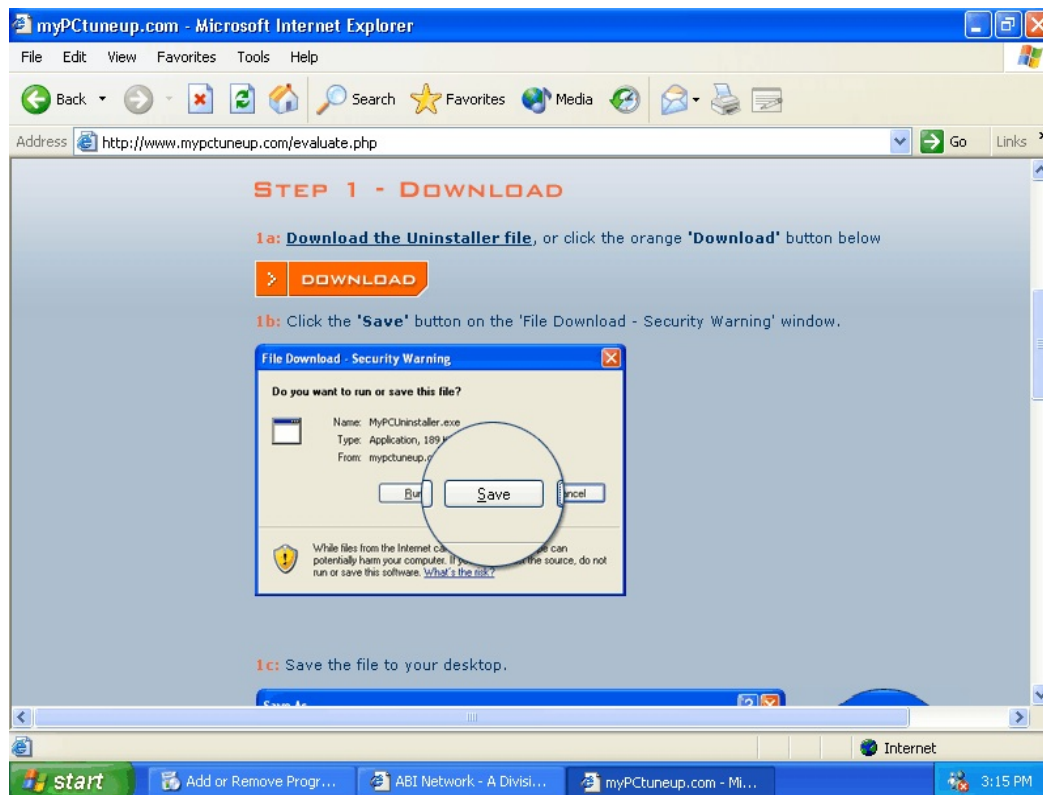 myPCtuneup.com - Microsoft Internet Explorer
File Edit View Favorites Tools Help
Back Search Favorites Media
Address http://www.mypctuneup.com/evaluate.php Go Links
STEP 1 - DOWNLOAD
1a: Download the Uninstaller file, or click the orange 'Download' button below
DOWNLOAD
1b: Click the 'Save' button on the 'File Download - Security Warning' window.
File Download - Security Warning
Do you want to run or save this file?
Name: MyPCUninstaller.exe
Type: Application, 189
From: mypctuneup.
Save
While files from the Internet can
potentially harm your computer. If the source, do not
run or save this software. What's the risk?
1c: Save the file to your desktop.
Save As
Internet
start Add or Remove Progr... ABI Network - A Divisi... myPCtuneup.com - Mi... 3:15 PM